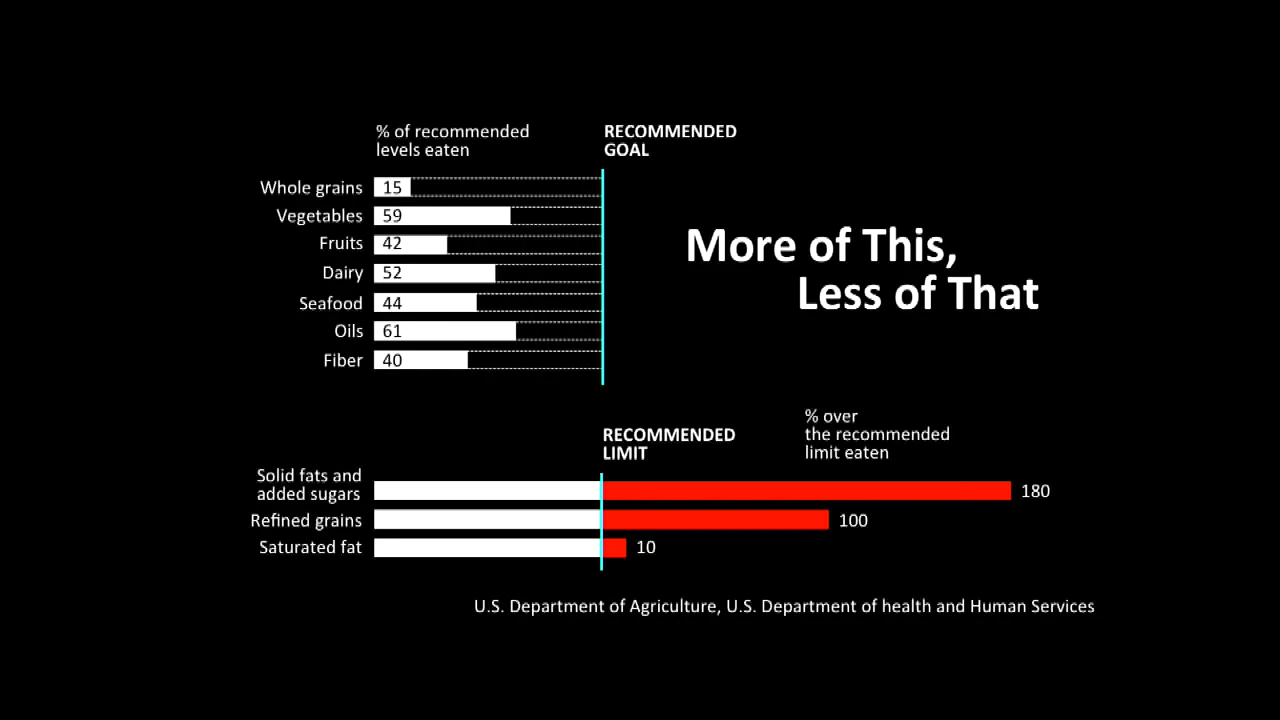 % of recommended
levels eaten
RECOMMENDED
GOAL
Whole grains 15
Vegetables 59
Fruits 42
Dairy 52
Seafood 44
Oils 61
Fiber 40
More of This,
Less of That
% over
the recommended
limit eaten
RECOMMENDED
LIMIT
Solid fats and
added sugars 180
Refined grains 100
Saturated fat 10
U.S. Department of Agriculture, U.S. Department of health and Human Services